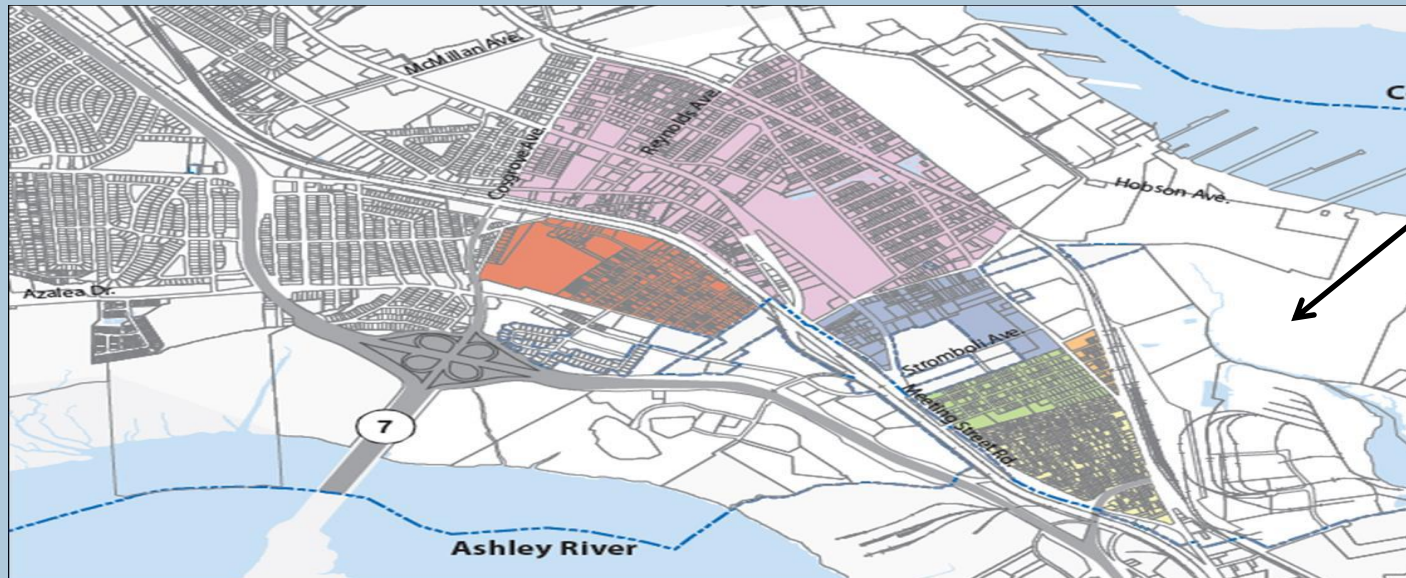 McMillan Ave.
C
Reynolds Ave.
Cosgrove Ave.
Hobson Ave.
Azalea Dr.
Stromboli Ave.
Meeting Street Rd.
7
Ashley River